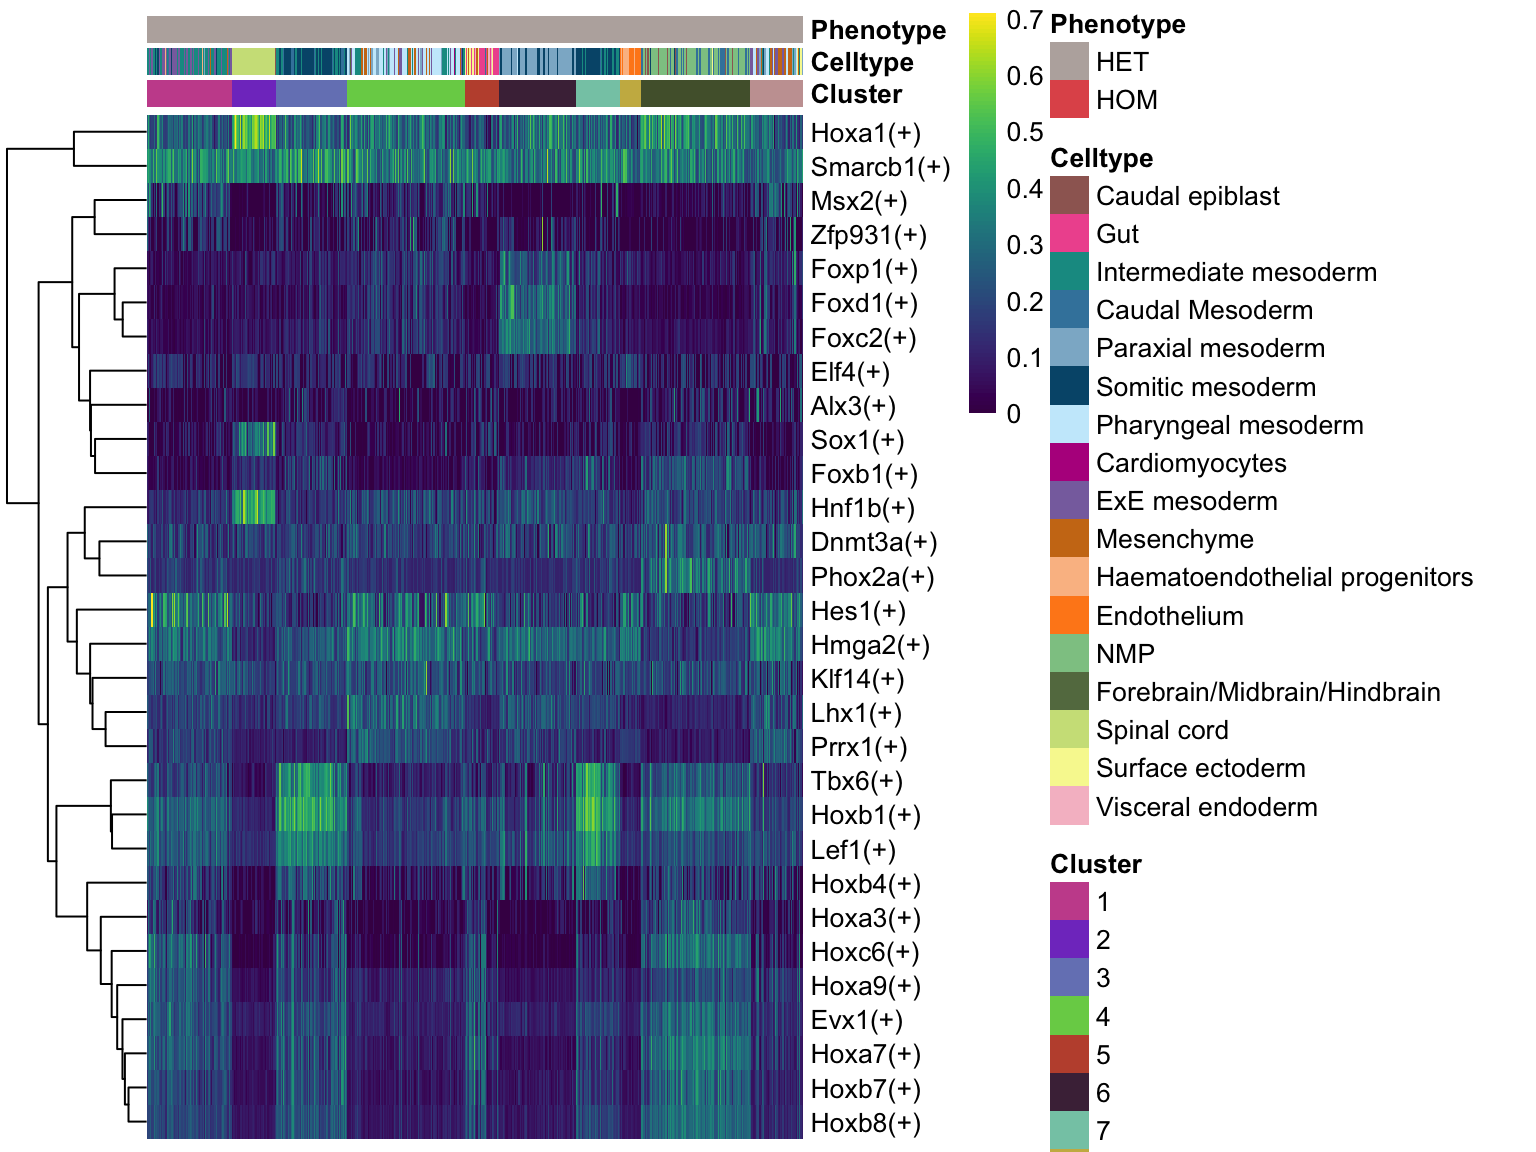 Phenotype
Celltype
Cluster
Hoxa1(+)
Smarcb1(+)
Msx2(+)
Zfp931(+)
Foxp1(+)
Foxd1(+)
Foxc2(+)
Elf4(+)
Alx3(+)
Sox1(+)
Foxb1(+)
Hnf1b(+)
Dnmt3a(+)
Phox2a(+)
Hes1(+)
Hmga2(+)
Klf14(+)
Lhx1(+)
Prrx1(+)
Tbx6(+)
Hoxb1(+)
Lef1(+)
Hoxb4(+)
Hoxa3(+)
Hoxc6(+)
Hoxa9(+)
Evx1(+)
Hoxa7(+)
Hoxb7(+)
Hoxb8(+)
0.7
0.6
0.5
0.4
0.3
0.2
0.1
0
Phenotype
HET
HOM
Celltype
Caudal epiblast
Gut
Intermediate mesoderm
Caudal Mesoderm
Paraxial mesoderm
Somitic mesoderm
Pharyngeal mesoderm
Cardiomyocytes
ExE mesoderm
Mesenchyme
Haematoendothelial progenitors
Endothelium
NMP
Forebrain/Midbrain/Hindbrain
Spinal cord
Surface ectoderm
Visceral endoderm
Cluster
1
2
3
4
5
6
7